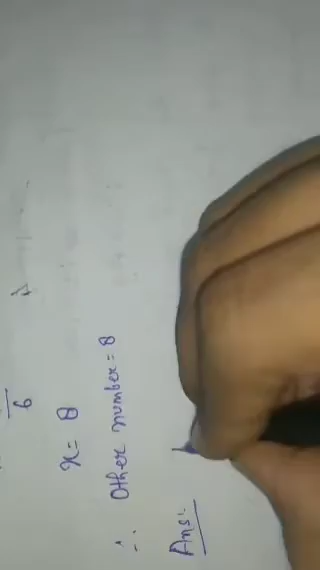 6
x = 8
∴ Other number = 8
Ans: